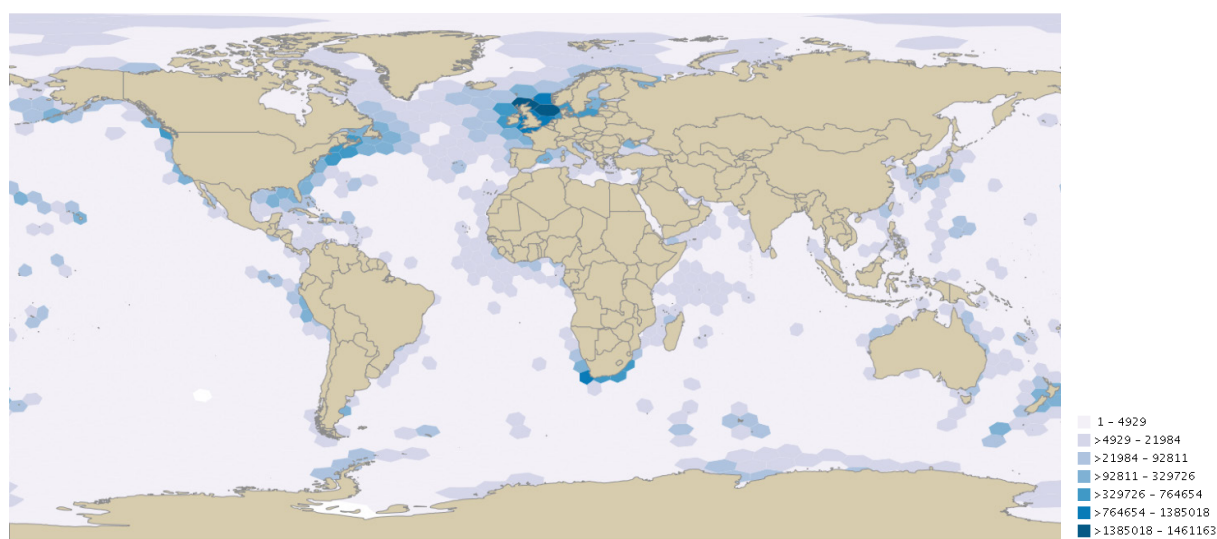 1 – 4929
>4929 – 21984
>21984 – 92811
>92811 – 329726
>329726 – 764654
>764654 – 1385018
>1385018 – 1461163